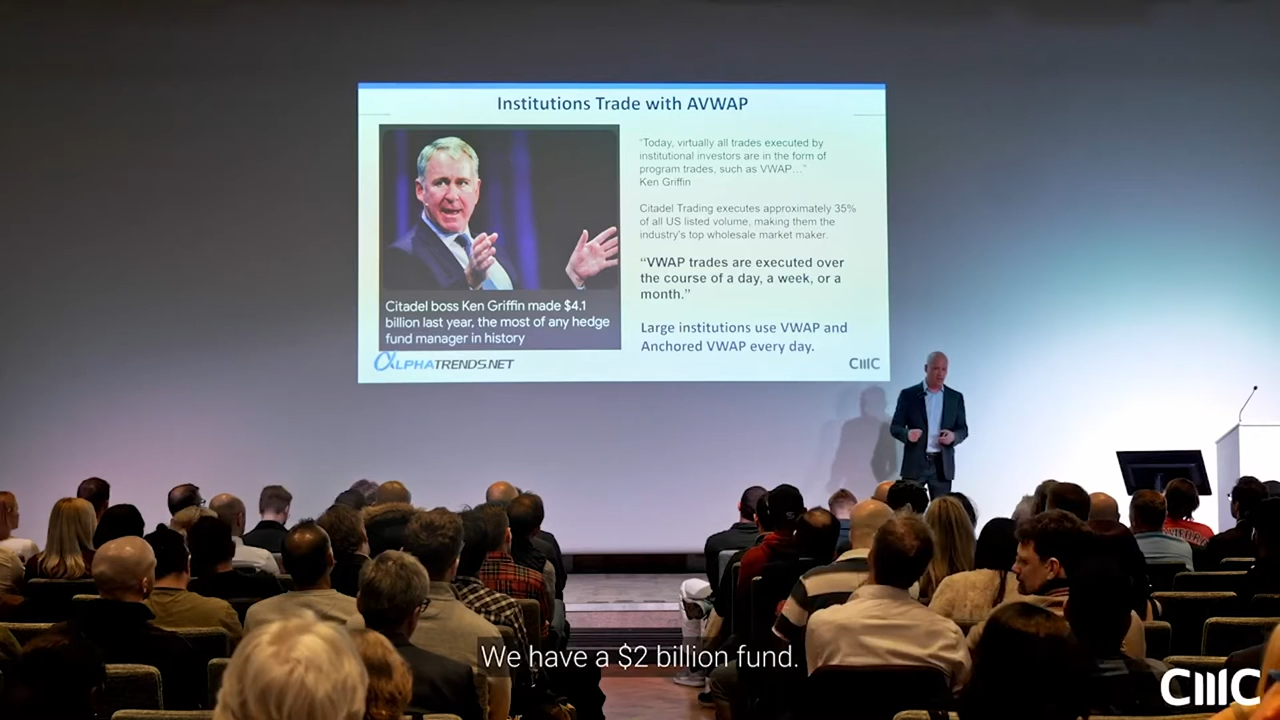 Institutions Trade with AVWAP
"Today, virtually all trades executed by
institutional investors are in the form of
program trades, such as VWAP…"
Ken Griffin
Citadel Trading executes approximately 35%
of all US listed volume, making them the
industry's top wholesale market maker.
"VWAP trades are executed over
the course of a day, a week, or a
month."
Large institutions use VWAP and
Anchored VWAP every day.
Citadel boss Ken Griffin made $4.1
billion last year, the most of any hedge
fund manager in history
ALPHATRENDS.NET
CMC
We have a $2 billion fund.
CMC